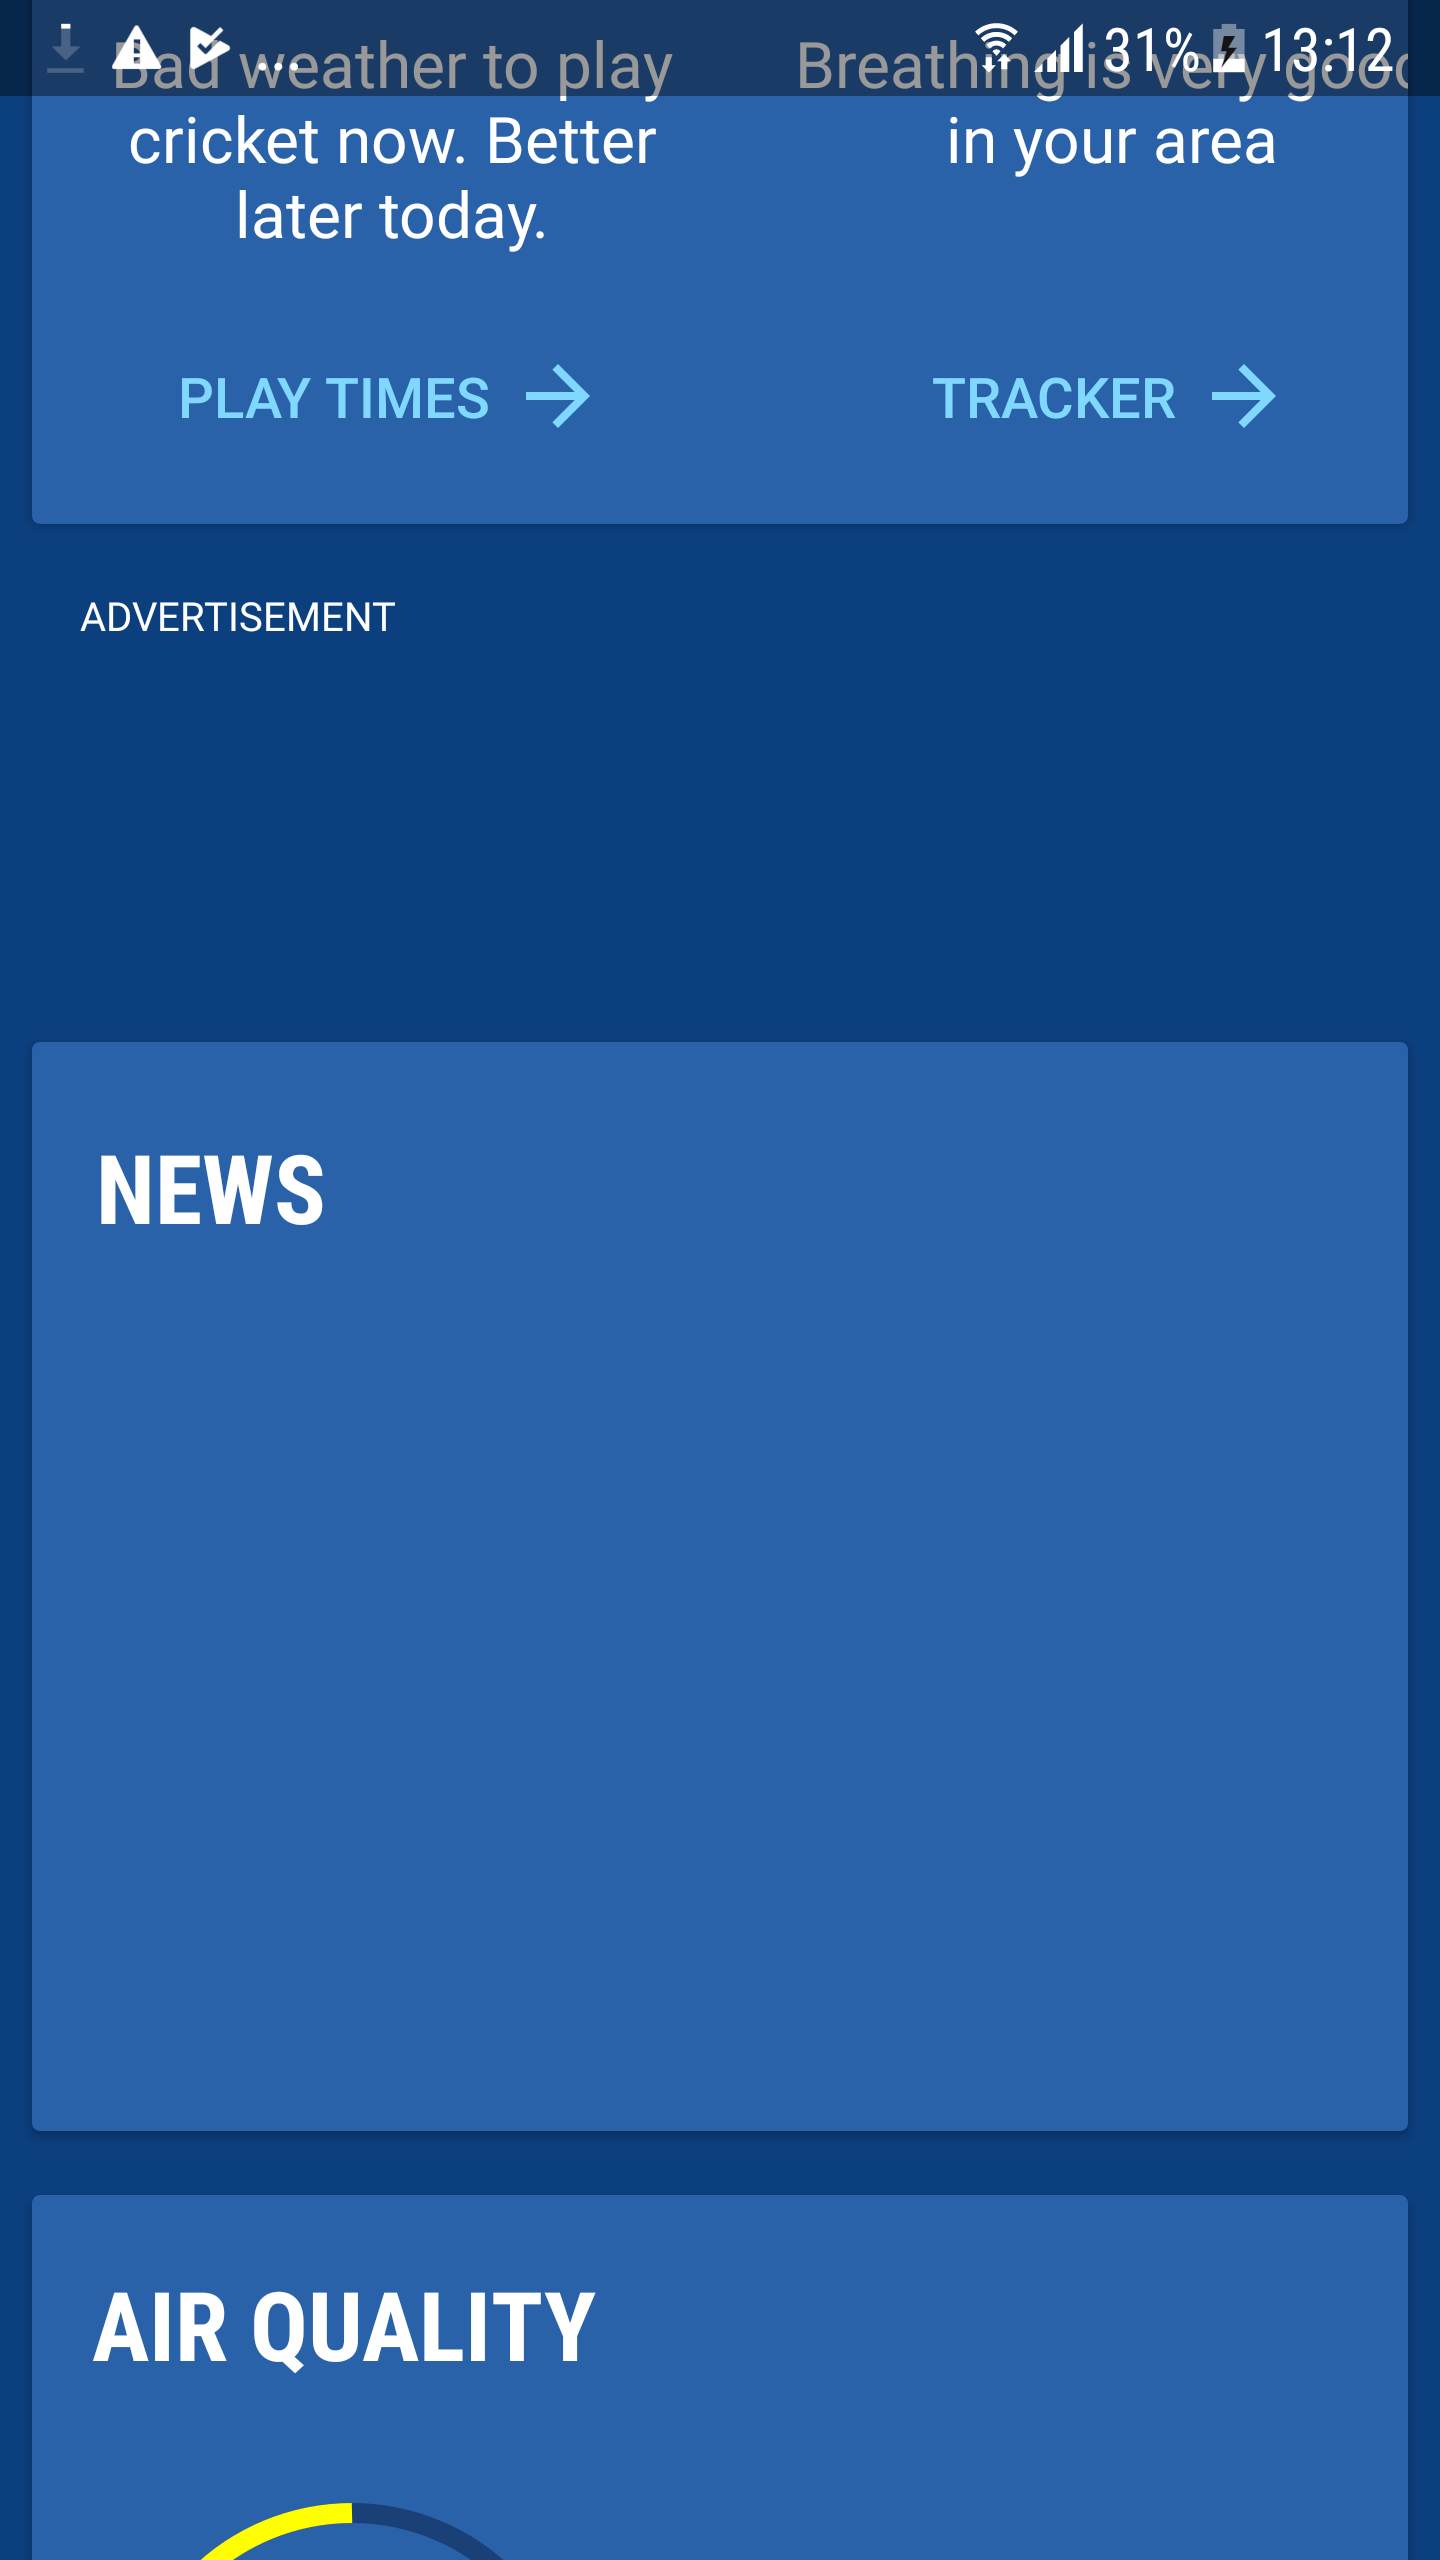 31% 13:12
Bad weather to play
cricket now. Better
later today.
Breathing is very good
in your area
PLAY TIMES
TRACKER
ADVERTISEMENT
NEWS
AIR QUALITY